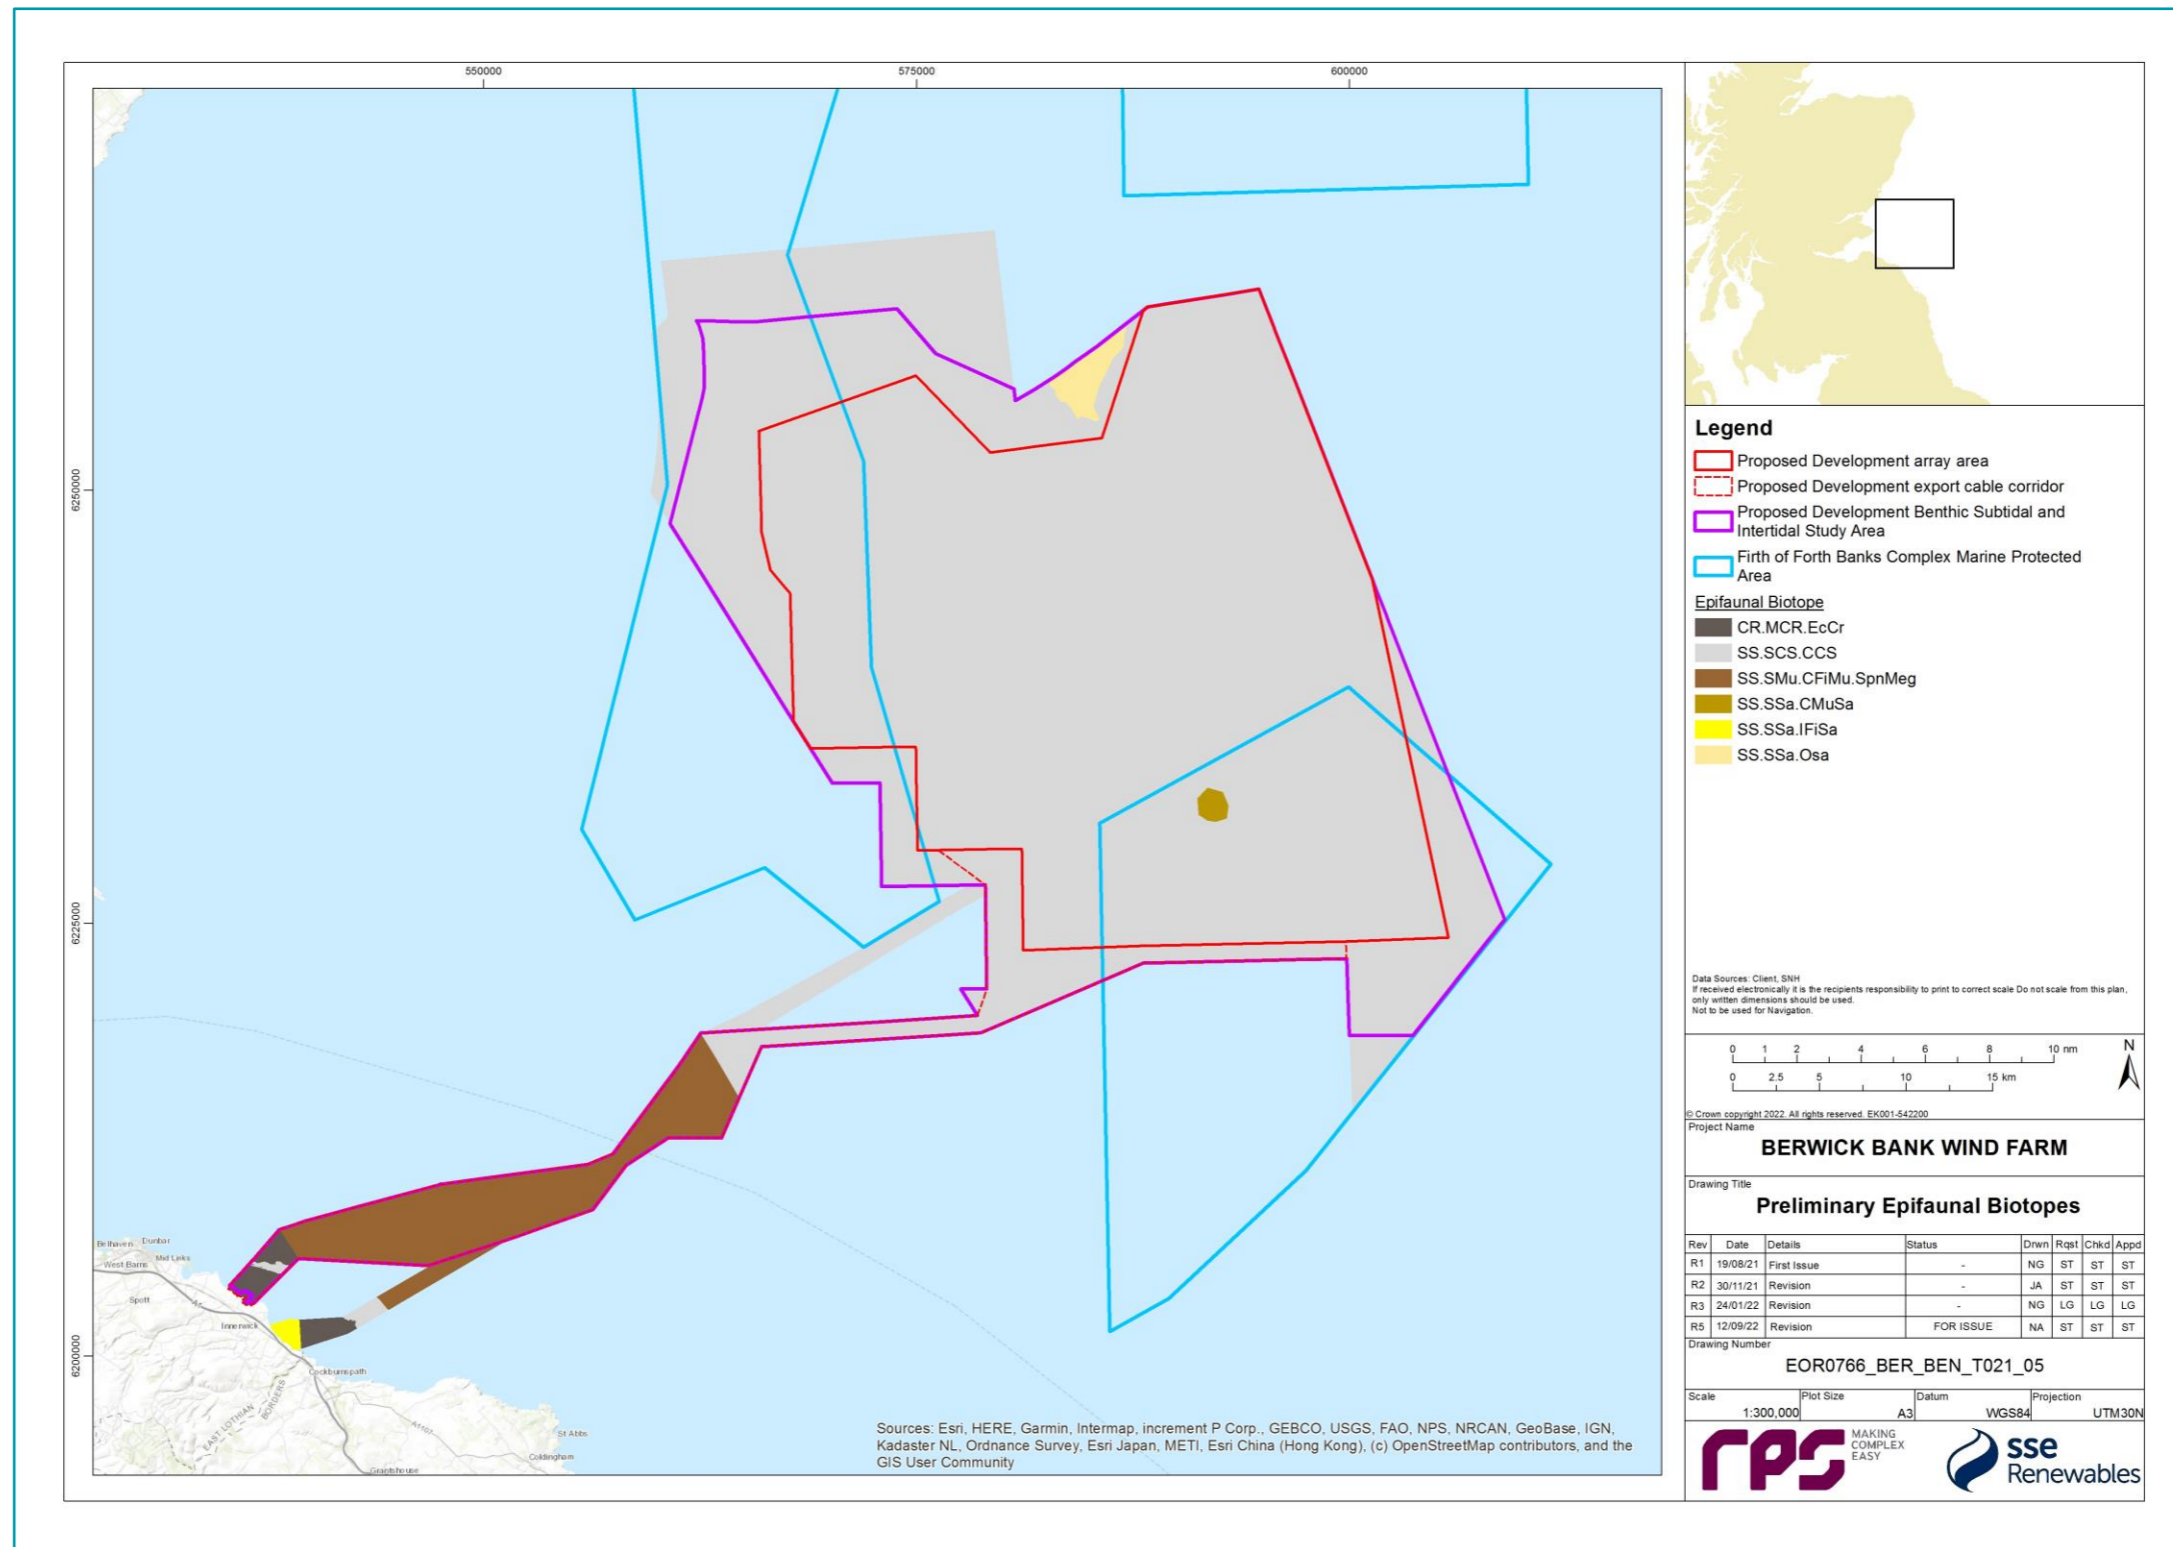 550000
575000
600000
6250000
6225000
6200000
Belhaven
Dunbar
Mid Links
West Barns
Spott
Innerwick
Cockburnspath
EAST LOTHIAN
BORDERS
A1107
St Abbs
Coldingham
Grantshouse
Sources: Esri, HERE, Garmin, Intermap, increment P Corp., GEBCO, USGS, FAO, NPS, NRCAN, GeoBase, IGN,
Kadaster NL, Ordnance Survey, Esri Japan, METI, Esri China (Hong Kong), (c) OpenStreetMap contributors, and the
GIS User Community
Legend
Proposed Development array area
Proposed Development export cable corridor
Proposed Development Benthic Subtidal and
Intertidal Study Area
Firth of Forth Banks Complex Marine Protected
Area
Epifaunal Biotope
CR.MCR.EcCr
SS.SCS.CCS
SS.SMu.CFiMu.SpnMeg
SS.SSa.CMuSa
SS.SSa.IFiSa
SS.SSa.Osa
Data Sources: Client, SNH
If received electronically it is the recipients responsibility to print to correct scale Do not scale from this plan,
only written dimensions should be used.
Not to be used for Navigation.
0 1 2 4 6 8 10 nm
0 2.5 5 10 15 km
N
© Crown copyright 2022. All rights reserved. EK001-542200
Project Name
BERWICK BANK WIND FARM
Drawing Title
Preliminary Epifaunal Biotopes
Rev Date Details Status Drwn Rqst Chkd Appd
R1 19/08/21 First Issue - NG ST ST ST
R2 30/11/21 Revision - JA ST ST ST
R3 24/01/22 Revision - NG LG LG LG
R5 12/09/22 Revision FOR ISSUE NA ST ST ST
Drawing Number
EOR0766_BER_BEN_T021_05
Scale Plot Size Datum Projection
1:300,000 A3 WGS84 UTM30N
rps
MAKING
COMPLEX
EASY
sse
Renewables